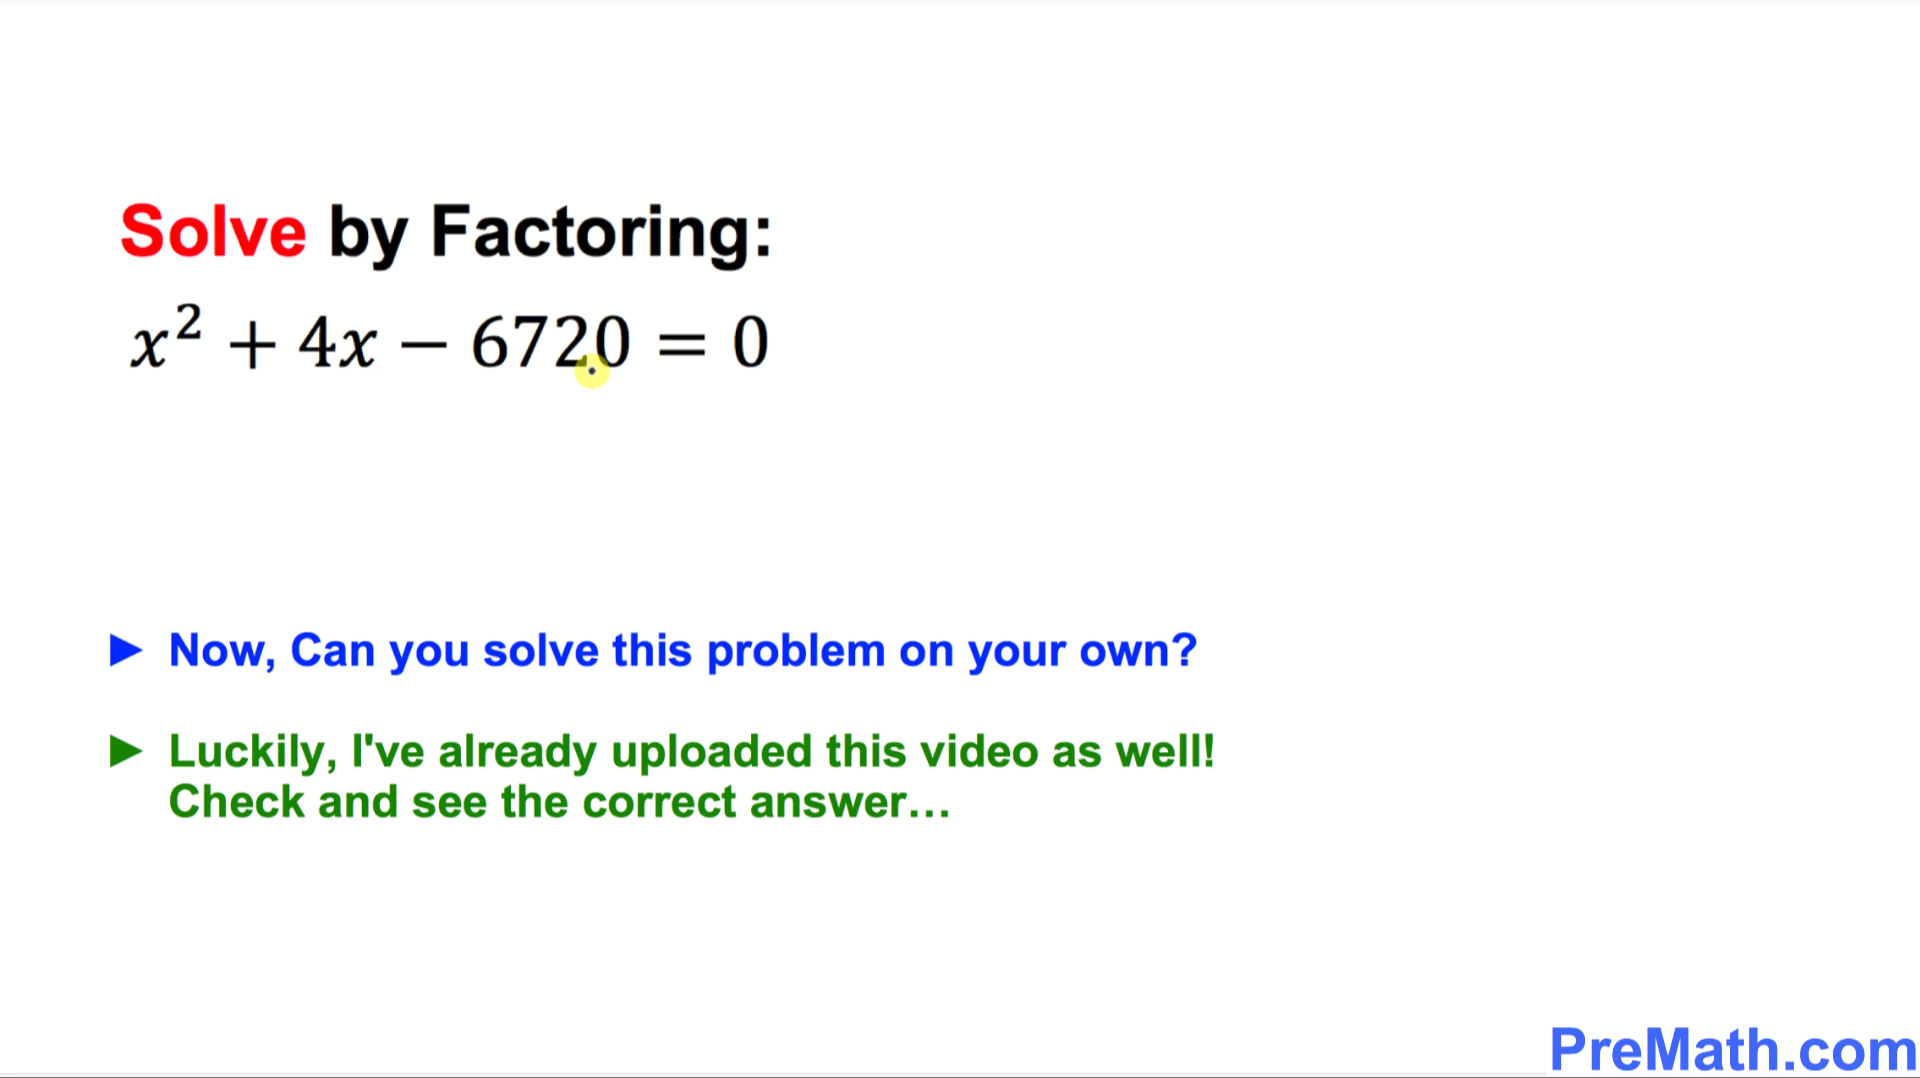 Solve by Factoring:
x² + 4x − 6720 = 0
► Now, Can you solve this problem on your own?
► Luckily, I've already uploaded this video as well!
Check and see the correct answer...
PreMath.com